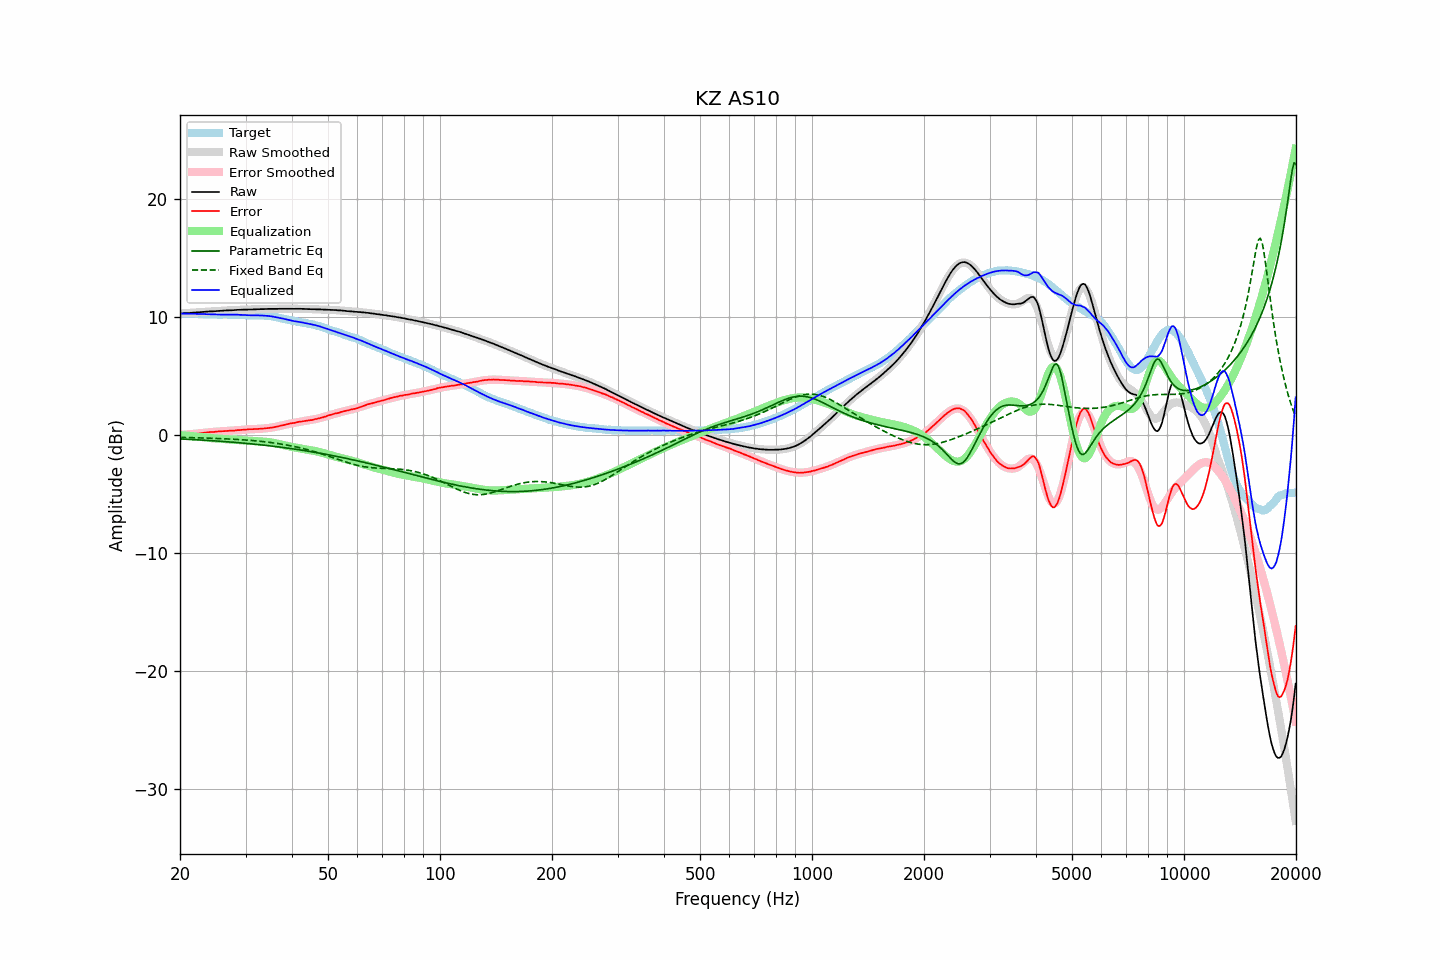 KZ AS10
Target
Raw Smoothed
Error Smoothed
Raw
Error
Equalization
Parametric Eq
Fixed Band Eq
Equalized
20
10
0
−10
−20
−30
Amplitude (dBr)
20 50 100 200 500 1000 2000 5000 10000 20000
Frequency (Hz)